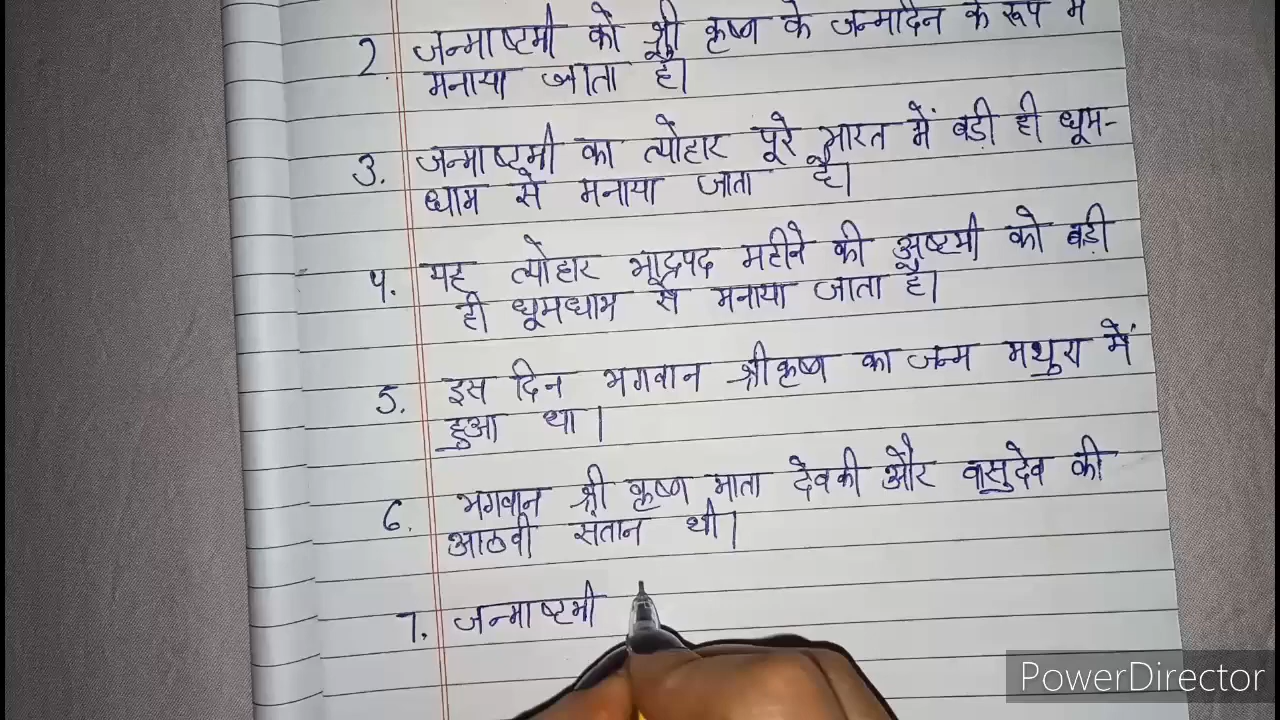 2. जन्माष्टमी को श्री कृष्ण के जन्मदिन के रूप में
मनाया जाता है।
3. जन्माष्टमी का त्योहार पूरे भारत में बड़ी ही धूम-
धाम से मनाया जाता है।
4. यह त्योहार भाद्रपद महीने की अष्टमी को बड़ी
ही धूमधाम से मनाया जाता है।
5. इस दिन भगवान श्रीकृष्ण का जन्म मथुरा में
हुआ था।
6. भगवान श्री कृष्ण माता देवकी और वासुदेव की
आठवी संतान थी।
7. जन्माष्टमी
PowerDirector